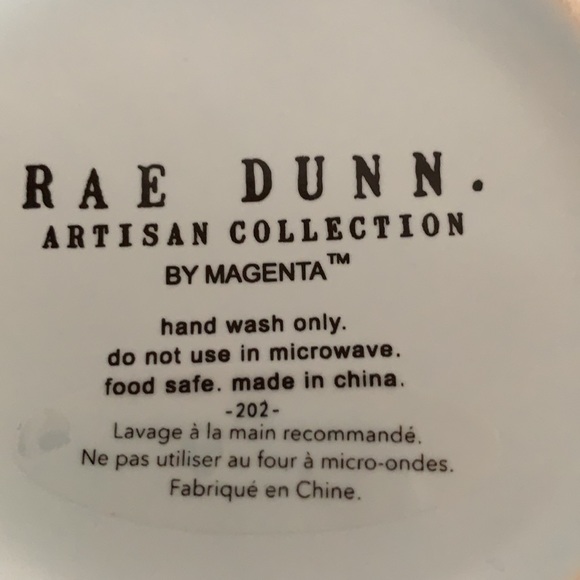 RAE DUNN.
ARTISAN COLLECTION
BY MAGENTA™
hand wash only.
do not use in microwave.
food safe. made in china.
-202-
Lavage à la main recommandé.
Ne pas utiliser au four à micro-ondes.
Fabriqué en Chine.